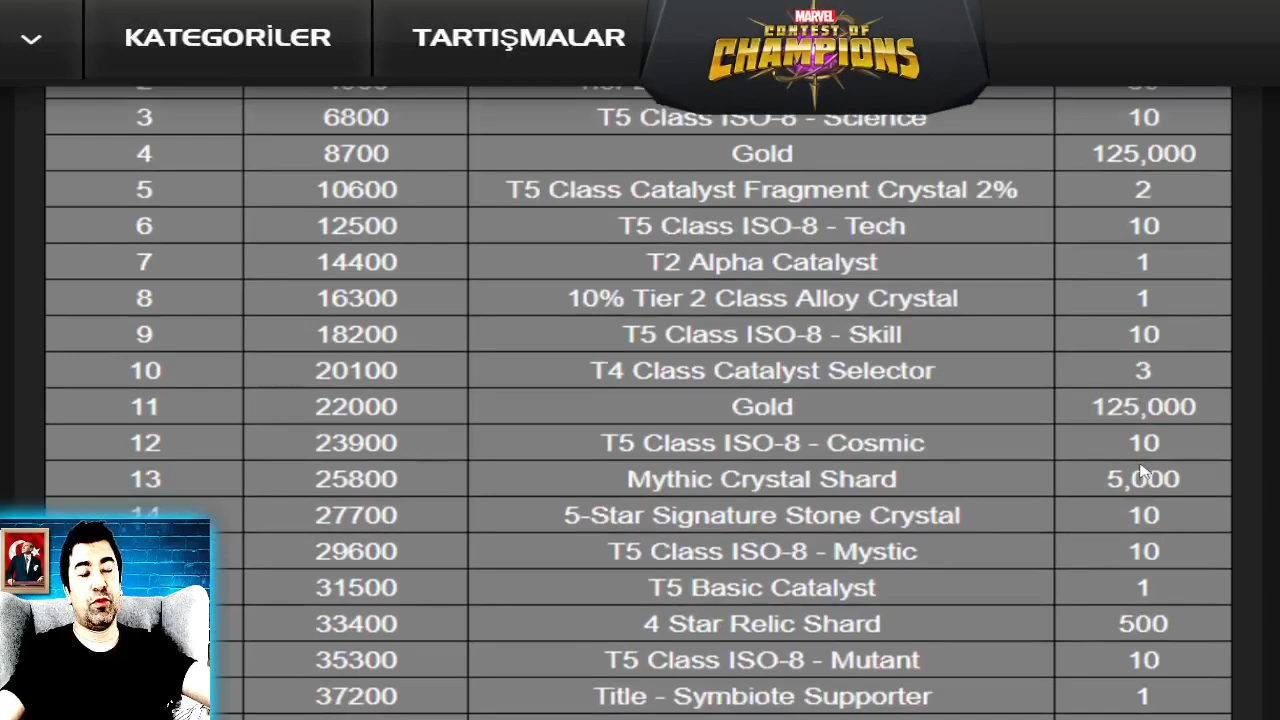 KATEGORİLER TARTIŞMALAR MARVEL CONTEST OF CHAMPIONS
3 6800 T5 Class ISO-8 - Science 10
4 8700 Gold 125,000
5 10600 T5 Class Catalyst Fragment Crystal 2% 2
6 12500 T5 Class ISO-8 - Tech 10
7 14400 T2 Alpha Catalyst 1
8 16300 10% Tier 2 Class Alloy Crystal 1
9 18200 T5 Class ISO-8 - Skill 10
10 20100 T4 Class Catalyst Selector 3
11 22000 Gold 125,000
12 23900 T5 Class ISO-8 - Cosmic 10
13 25800 Mythic Crystal Shard 5,000
14 27700 5-Star Signature Stone Crystal 10
29600 T5 Class ISO-8 - Mystic 10
31500 T5 Basic Catalyst 1
33400 4 Star Relic Shard 500
35300 T5 Class ISO-8 - Mutant 10
37200 Title - Symbiote Supporter 1